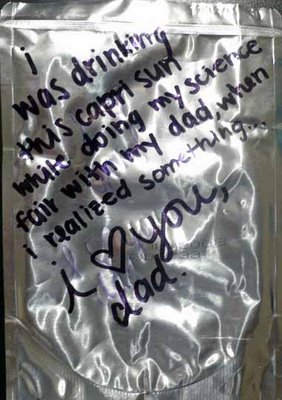 i
was drinking
this capri sun
while doing my science
fair with my dad, when
i realized something...
i ♡ you,
dad.